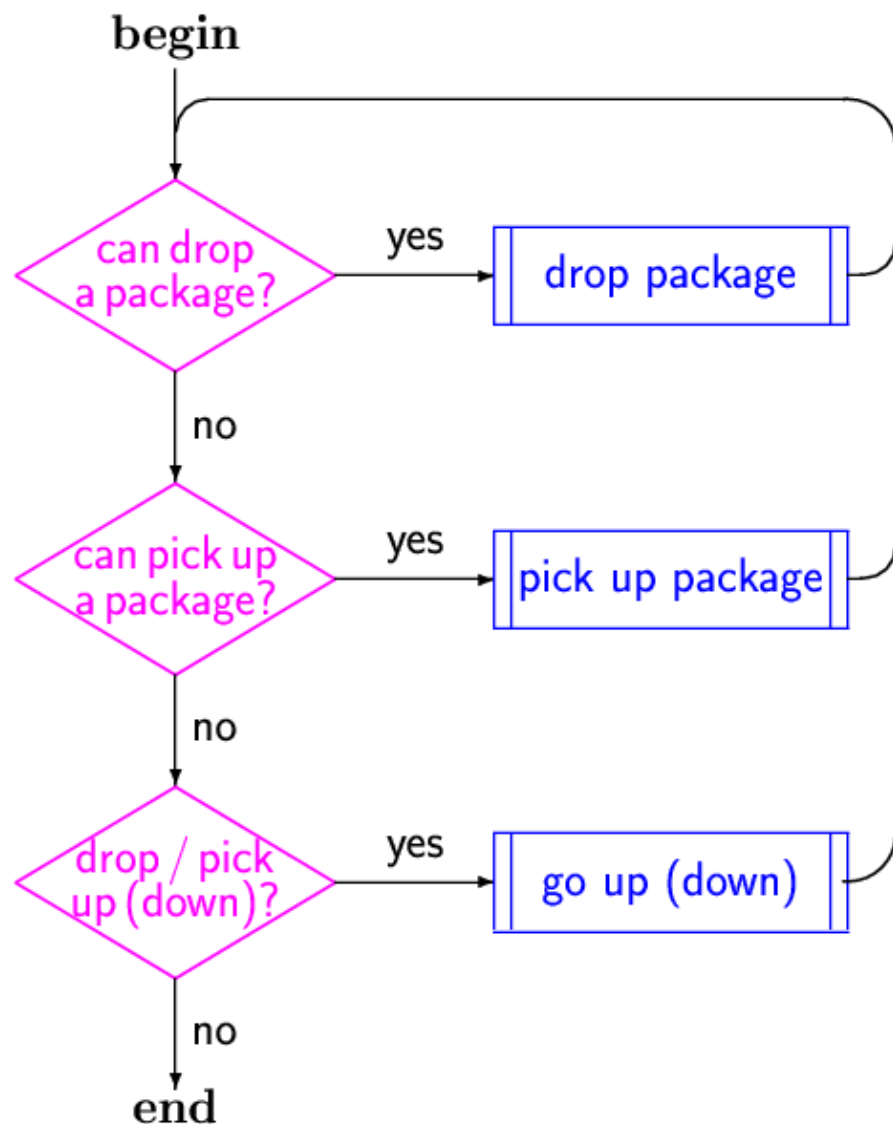 begin
can drop
a package?
yes
drop package
no
can pick up
a package?
yes
pick up package
no
drop / pick
up (down)?
yes
go up (down)
no
end